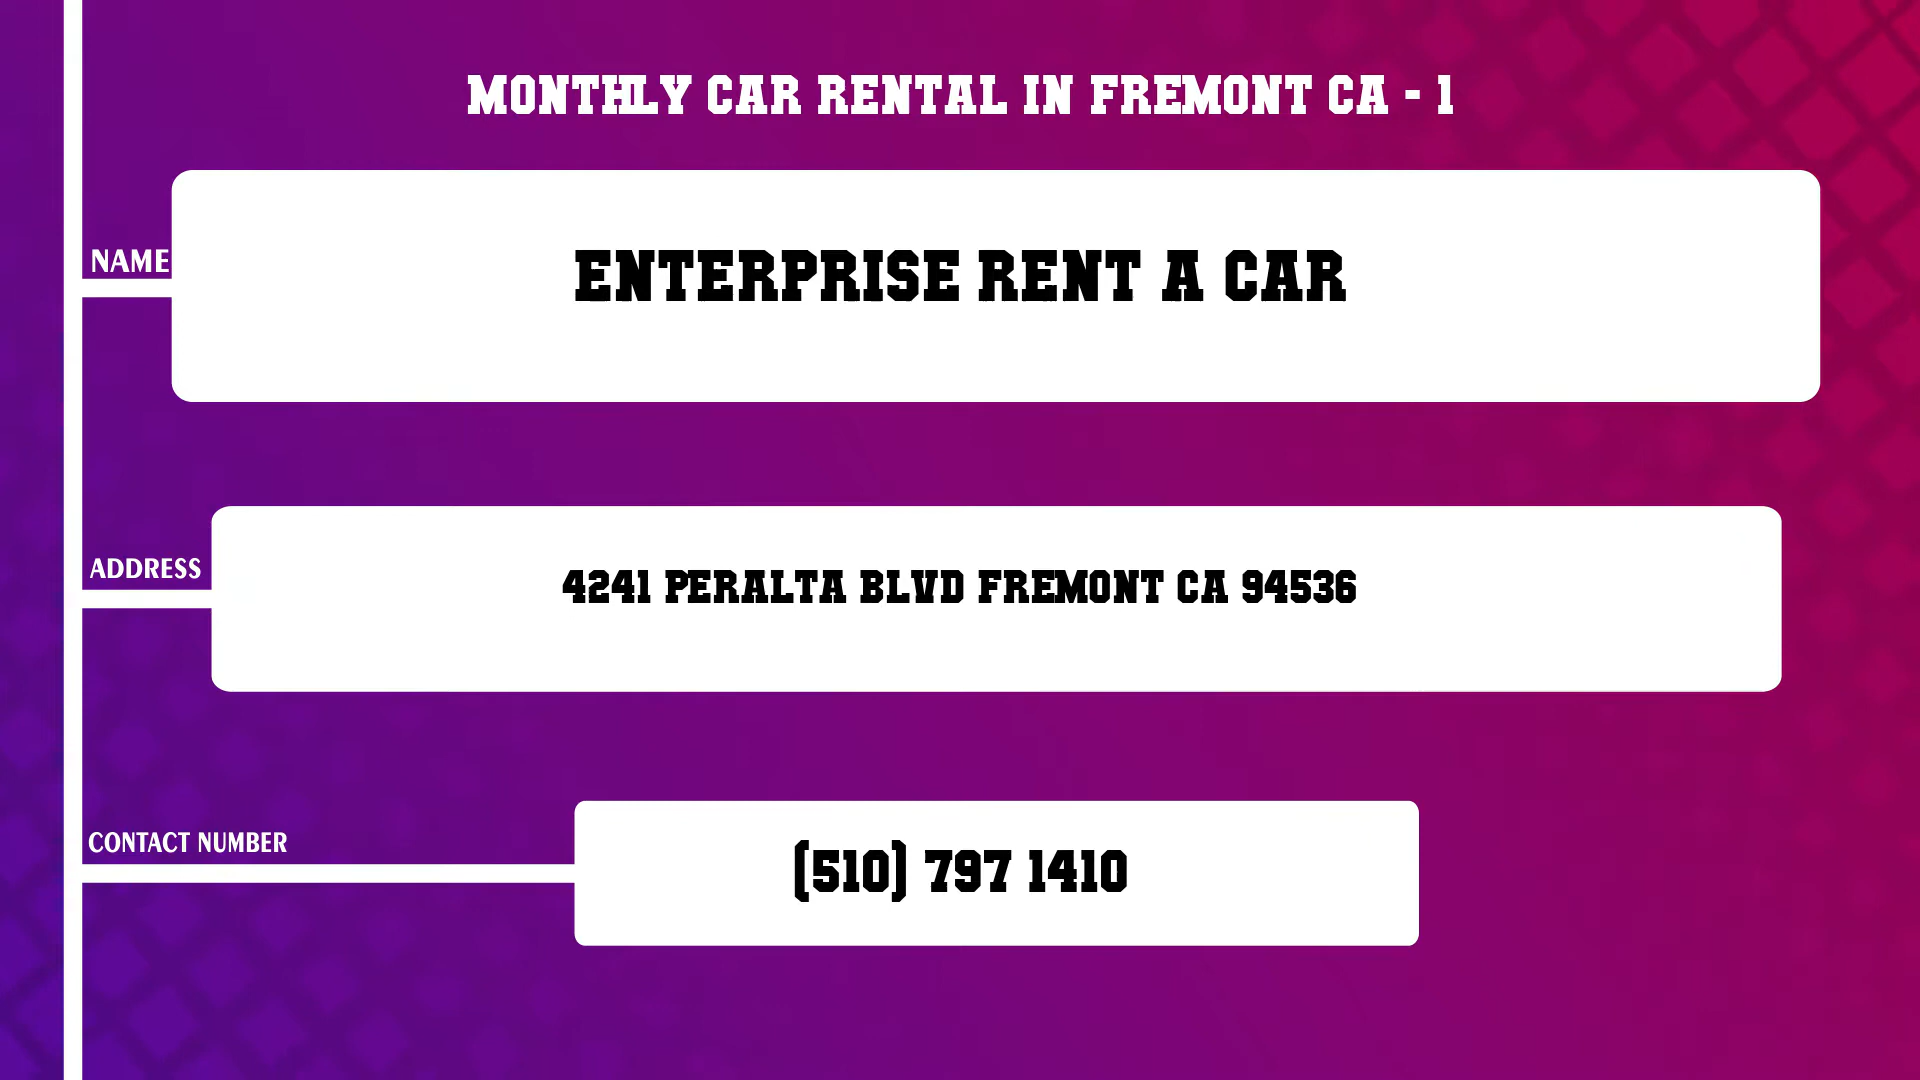 MONTHLY CAR RENTAL IN FREMONT CA - 1
NAME
ENTERPRISE RENT A CAR
ADDRESS
4241 PERALTA BLVD FREMONT CA 94536
CONTACT NUMBER
(510) 797 1410